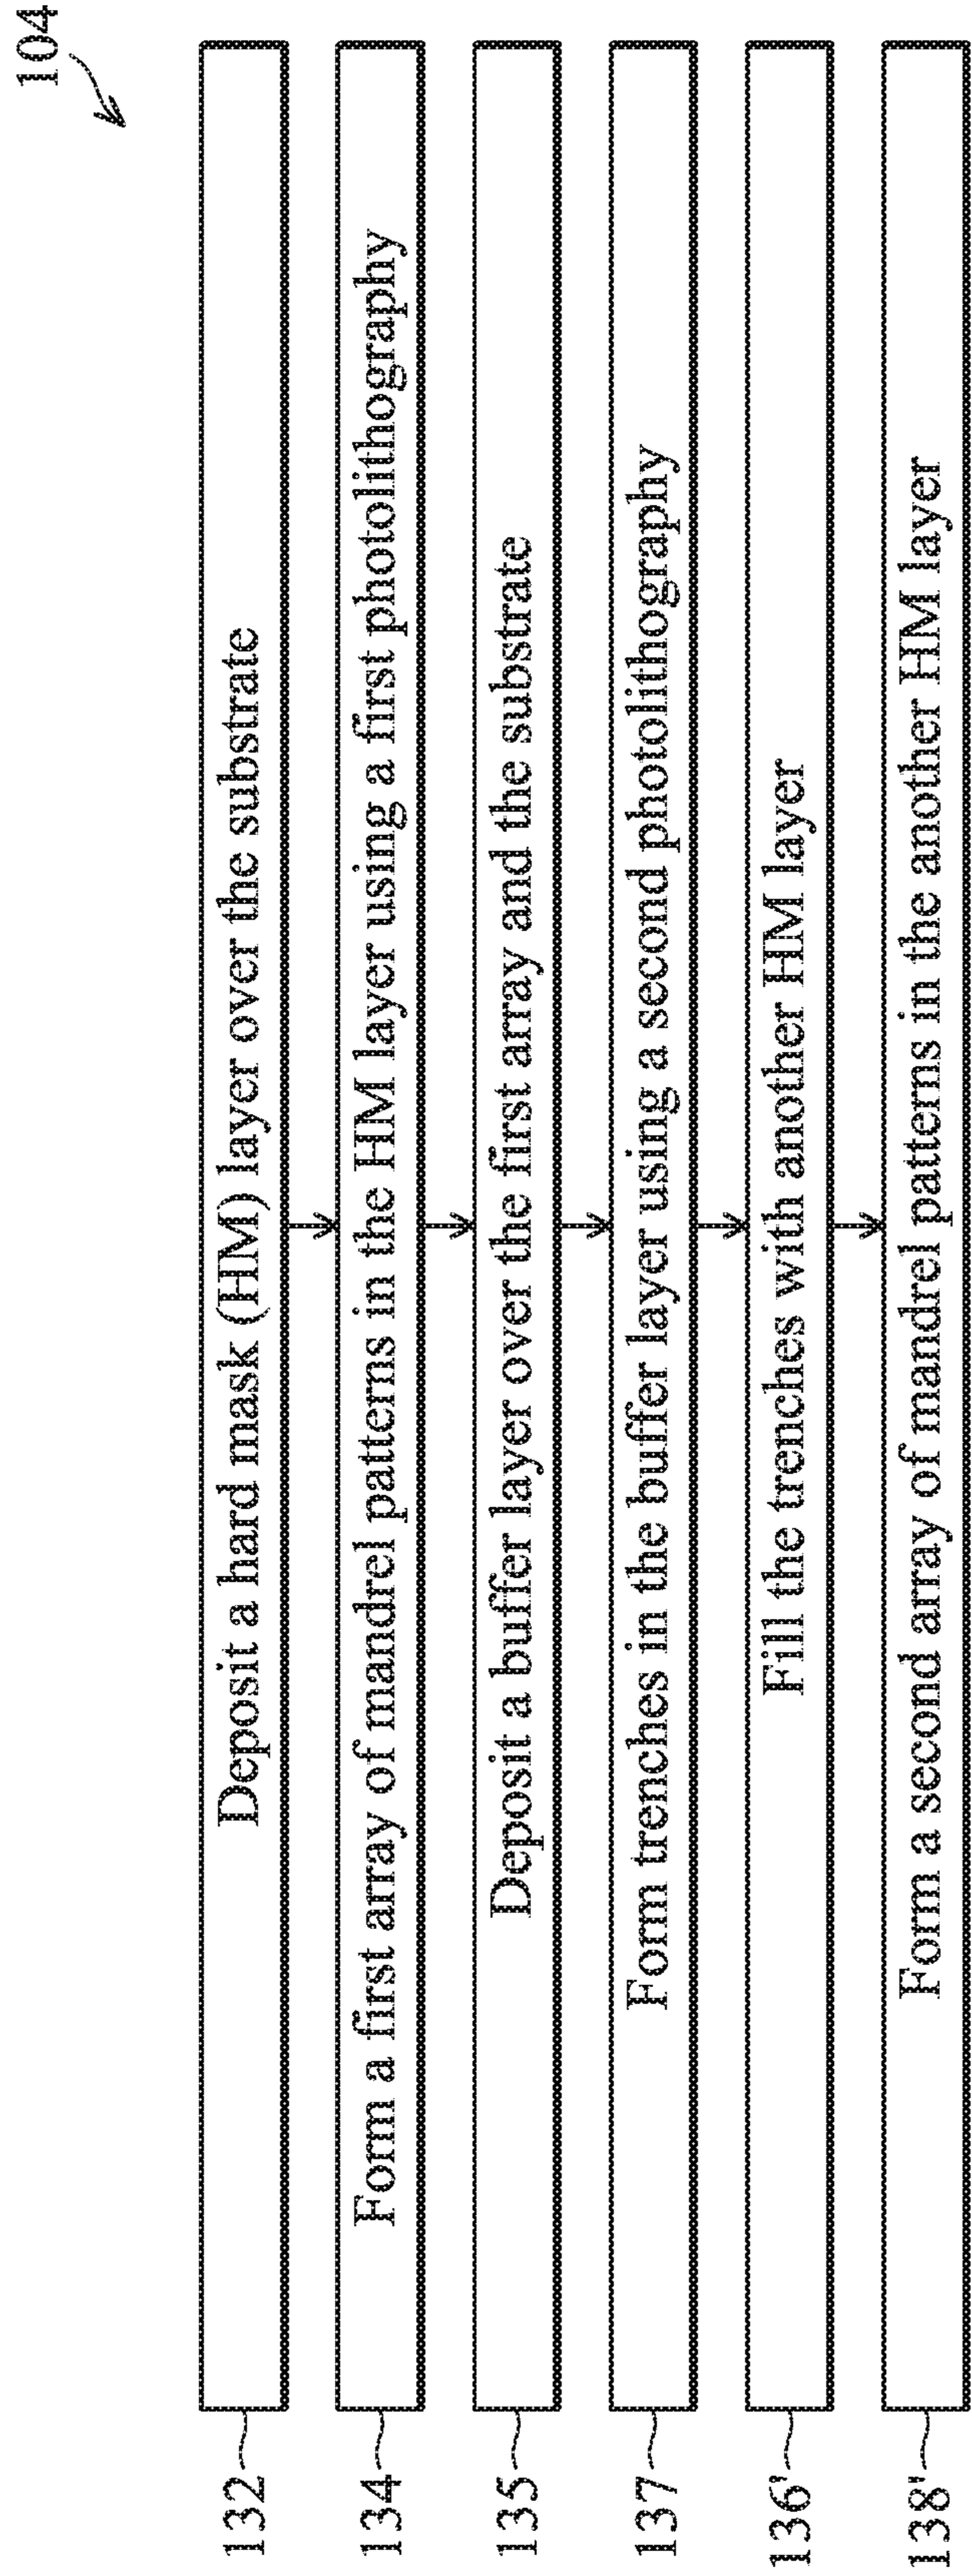 104
132 Deposit a hard mask (HM) layer over the substrate
134 Form a first array of mandrel patterns in the HM layer using a first photolithography
135 Deposit a buffer layer over the first array and the substrate
137 Form trenches in the buffer layer using a second photolithography
136' Fill the trenches with another HM layer
138' Form a second array of mandrel patterns in the another HM layer